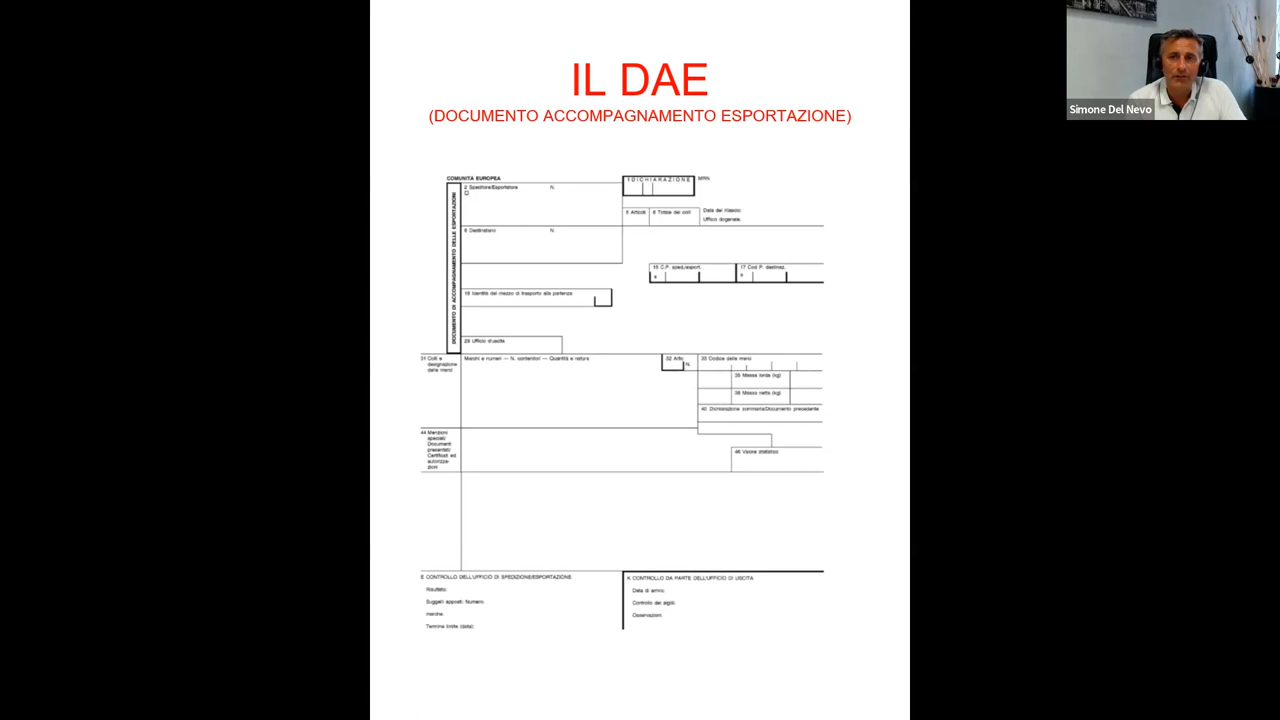 IL DAE
(DOCUMENTO ACCOMPAGNAMENTO ESPORTAZIONE)
Simone Del Nevo
COMUNITA EUROPEA
1 DICHIARAZIONE
MRN
DOCUMENTO DI ACCOMPAGNAMENTO DELLE ESPORTAZIONI
2 Speditore/Esportatore N.
5 Articoli
6 Totale dei colli
Data del rilascio:
Ufficio doganale:
8 Destinatario N.
15 C.P. sped./esport.
a
17 Cod P. destinaz.
a
18 Identità del mezzo di trasporto alla partenza
29 Ufficio d'uscita
31 Colli e
designazione
delle merci
Marchi e numeri — N. contenitori — Quantità e natura
32 Artic.
N.
33 Codice delle merci
35 Massa lorda (kg)
38 Massa netta (kg)
40 Dichiarazione sommaria/Documento precedente
44 Menzioni
speciali/
Documenti
presentati/
Certificati ed
autorizza-
zioni
46 Valore statistico
E CONTROLLO DELL'UFFICIO DI SPEDIZIONE/ESPORTAZIONE
Risultato:
Suggelli apposti: Numero:
marche:
Termine limite (data):
K CONTROLLO DA PARTE DELL'UFFICIO DI USCITA
Data di arrivo:
Controllo dei sigilli:
Osservazioni: